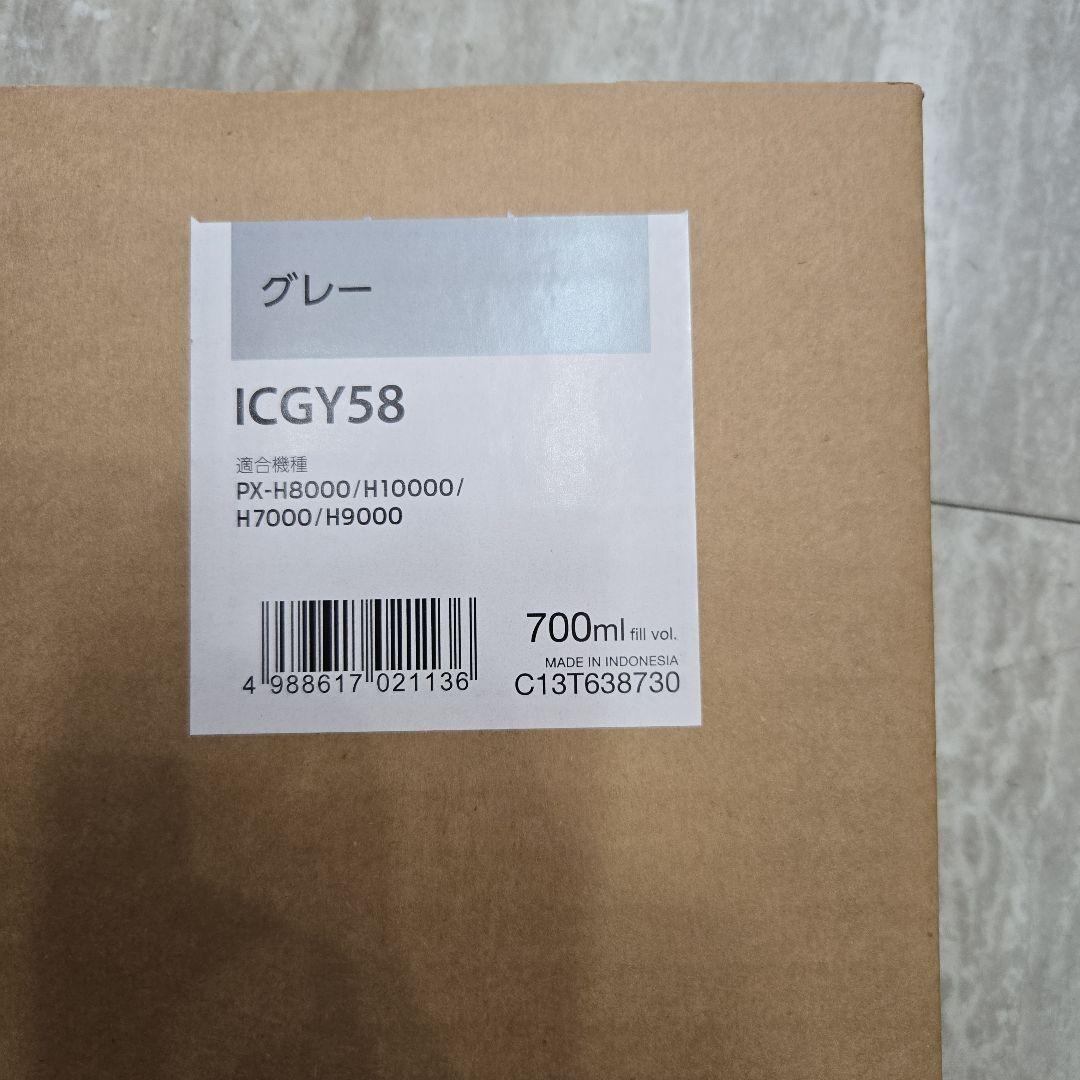 グレー
ICGY58
適合機種
PX-H8000/H10000/
H7000/H9000
700ml fill vol.
MADE IN INDONESIA
4 988617 021136
C13T638730